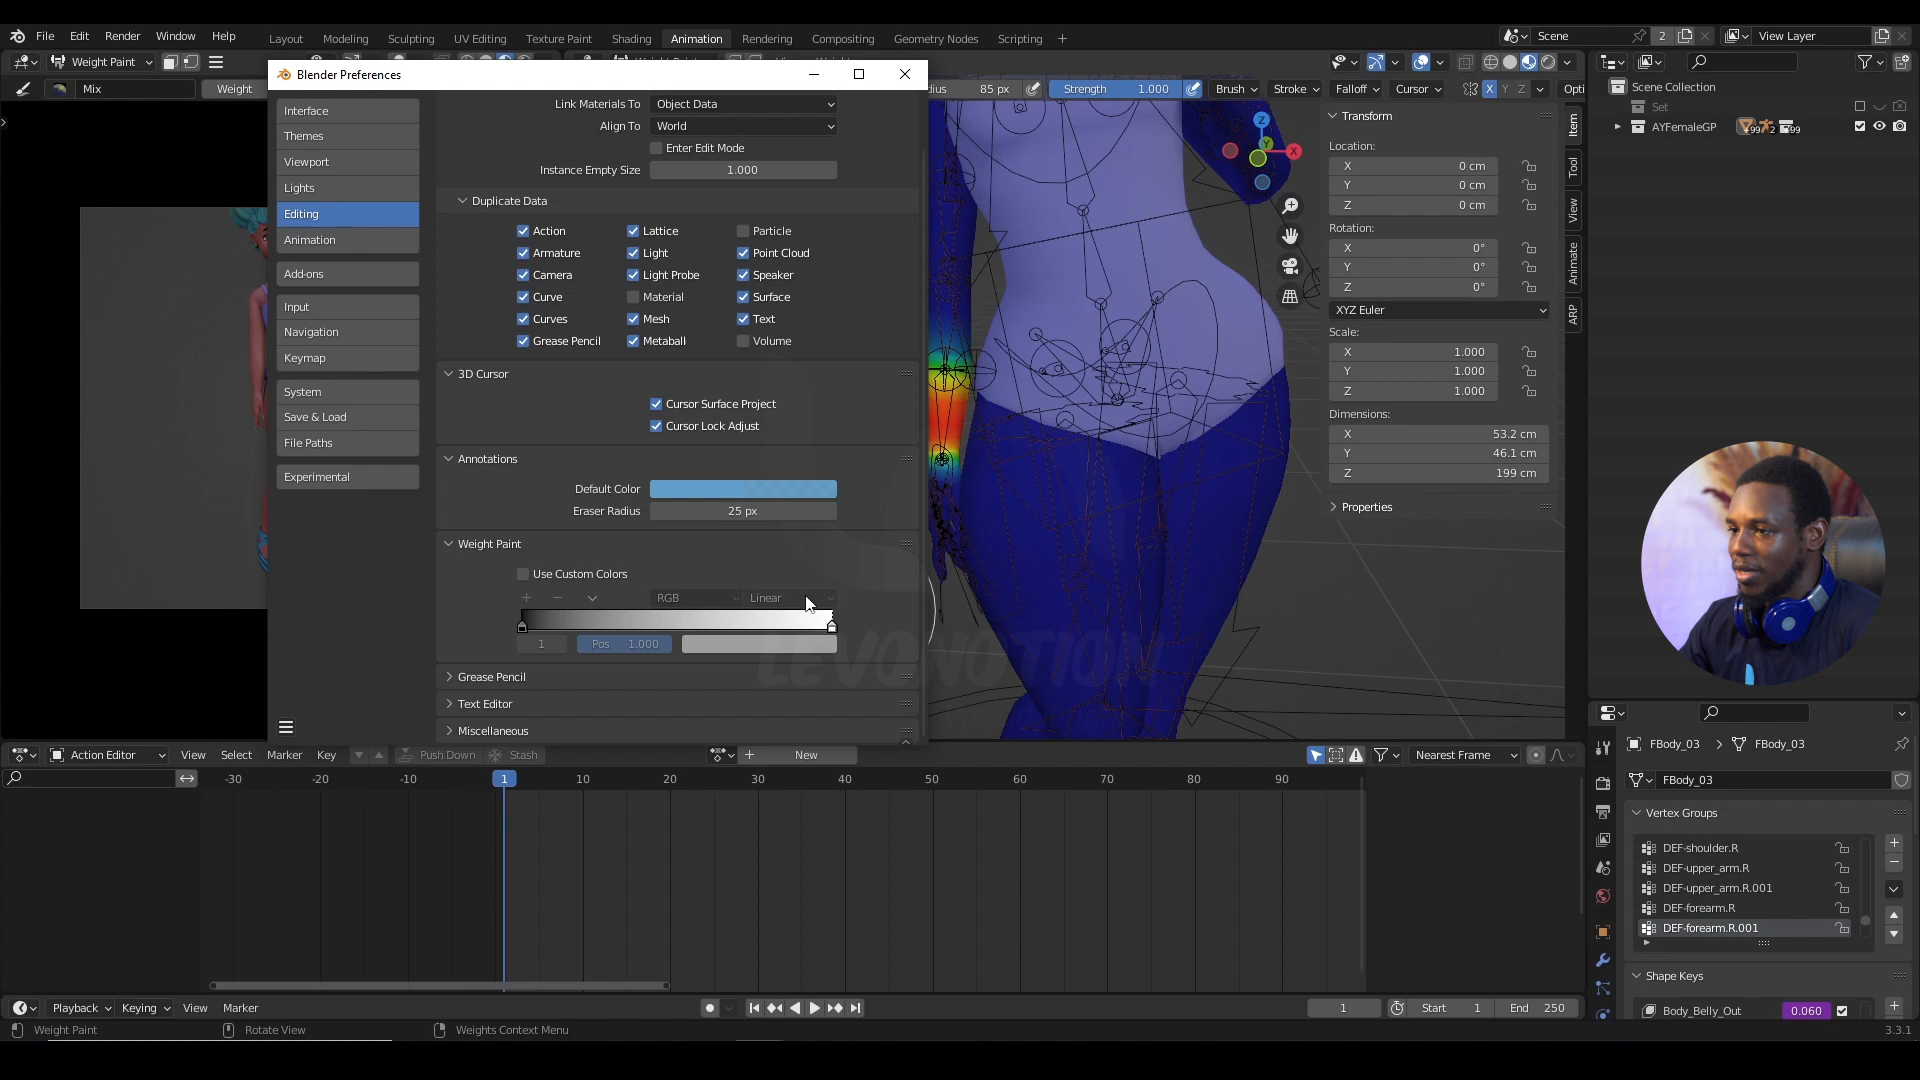 File Edit Render Window Help
Layout Modeling Sculpting UV Editing Texture Paint Shading Animation Rendering Compositing Geometry Nodes Scripting
Scene 2 View Layer
Weight Paint
Mix Weight
85 px Strength 1.000 Brush Stroke Falloff Cursor X Y Z
Blender Preferences
Interface
Themes
Viewport
Lights
Editing
Animation
Add-ons
Input
Navigation
Keymap
System
Save & Load
File Paths
Experimental
Link Materials To Object Data
Align To World
Enter Edit Mode
Instance Empty Size 1.000
Duplicate Data
Action Lattice Particle
Armature Light Point Cloud
Camera Light Probe Speaker
Curve Material Surface
Curves Mesh Text
Grease Pencil Metaball Volume
3D Cursor
Cursor Surface Project
Cursor Lock Adjust
Annotations
Default Color
Eraser Radius 25 px
Weight Paint
Use Custom Colors
RGB Linear
1 Pos 1.000
Grease Pencil
Text Editor
Miscellaneous
LEVONOTION
Z
Y
X
Transform
Location:
X 0 cm
Y 0 cm
Z 0 cm
Rotation:
X 0°
Y 0°
Z 0°
XYZ Euler
Scale:
X 1.000
Y 1.000
Z 1.000
Dimensions:
X 53.2 cm
Y 46.1 cm
Z 199 cm
Properties
Item
Tool
View
Animate
ARP
Scene Collection
Set
AYFemaleGP +99 2 99
Action Editor View Select Marker Key Push Down Stash New Nearest Frame
-30 -20 -10 1 10 20 30 40 50 60 70 80 90
Playback Keying View Marker 1 Start 1 End 250
Weight Paint Rotate View Weights Context Menu 3.3.1
FBody_03 FBody_03
FBody_03
Vertex Groups
DEF-shoulder.R
DEF-upper_arm.R
DEF-upper_arm.R.001
DEF-forearm.R
DEF-forearm.R.001
Shape Keys
Body_Belly_Out 0.060